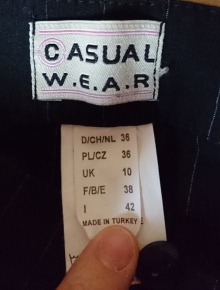 CASUAL
W.E.A.R
D/CH/NL 36
PL/CZ 36
UK 10
F/B/E 38
I 42
MADE IN TURKEY